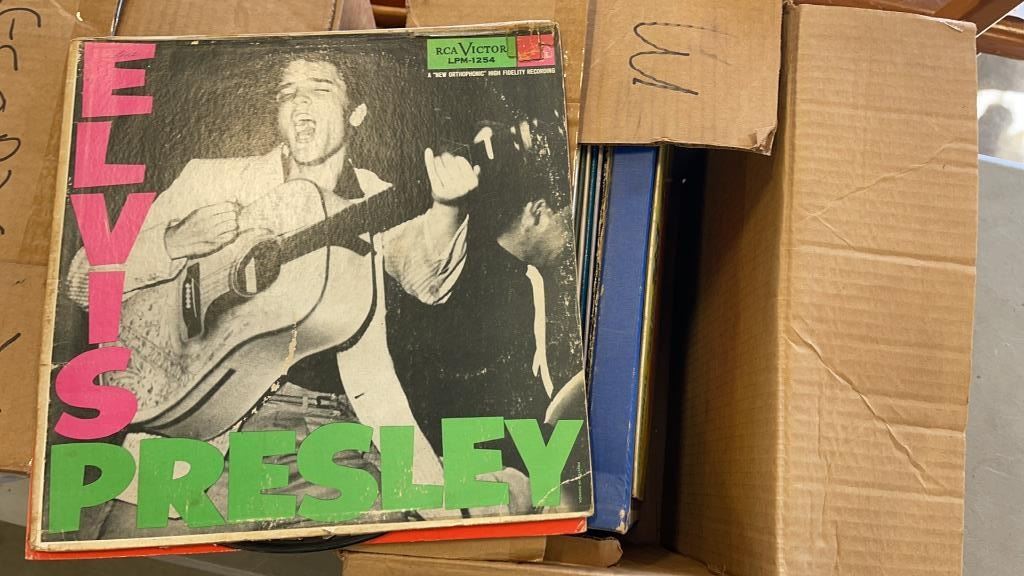 ELVIS
PRESLEY
RCA VICTOR
LPM-1254
A "NEW ORTHOPHONIC" HIGH FIDELITY RECORDING